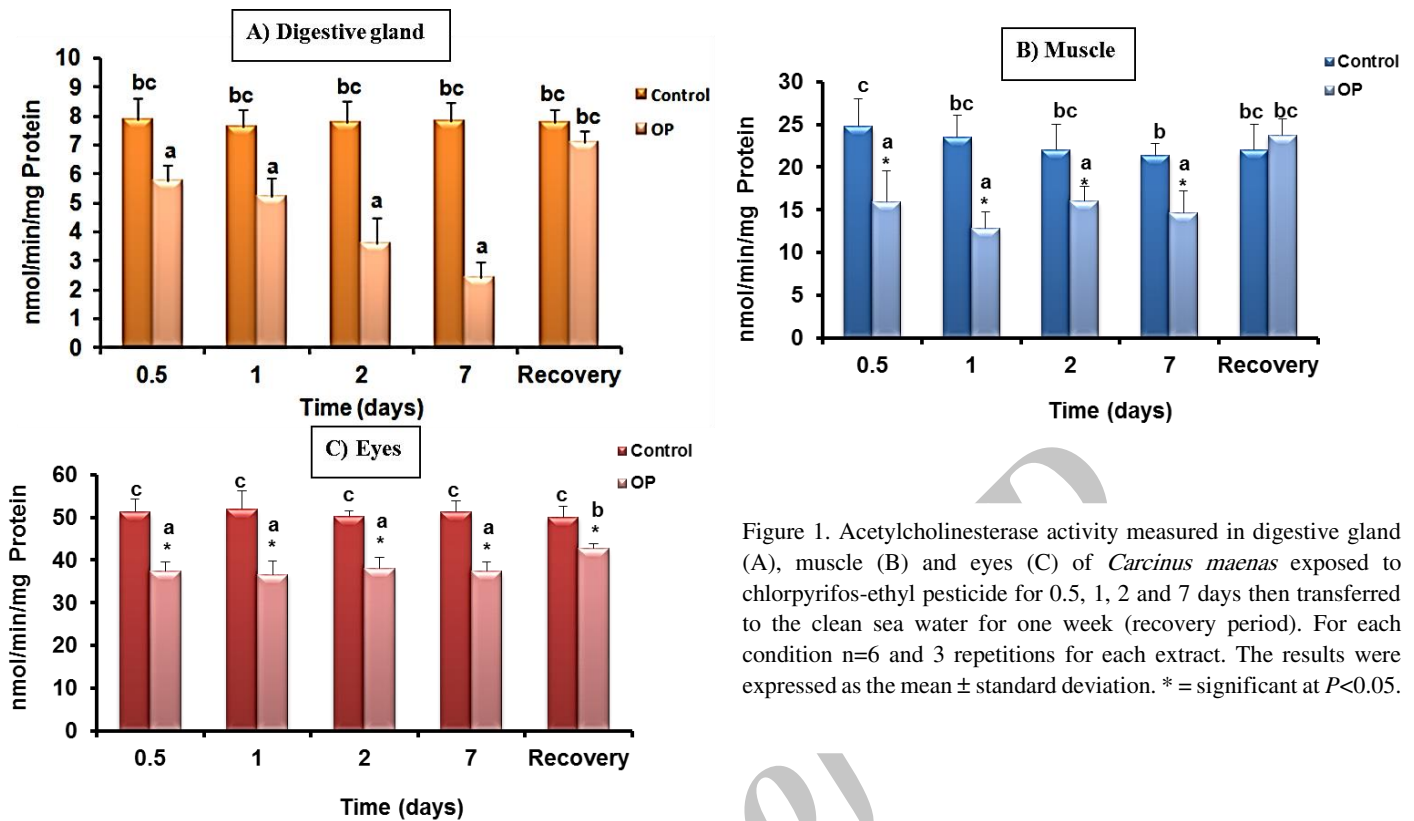 A) Digestive gland
nmol/min/mg Protein
10
9
8
7
6
5
4
3
2
1
0
bc a bc a bc a bc a bc bc
Control
OP
0.5 1 2 7 Recovery
Time (days)
B) Muscle
nmol/min/mg Protein
30
25
20
15
10
5
0
c a * bc a * bc a * b a * bc bc
Control
OP
0.5 1 2 7 Recovery
Time (days)
C) Eyes
nmol/min/mg Protein
60
50
40
30
20
10
0
c a * c a * c a * c a * c b *
Control
OP
0.5 1 2 7 Recovery
Time (days)
Figure 1. Acetylcholinesterase activity measured in digestive gland
(A), muscle (B) and eyes (C) of Carcinus maenas exposed to
chlorpyrifos-ethyl pesticide for 0.5, 1, 2 and 7 days then transferred
to the clean sea water for one week (recovery period). For each
condition n=6 and 3 repetitions for each extract. The results were
expressed as the mean ± standard deviation. * = significant at P<0.05.